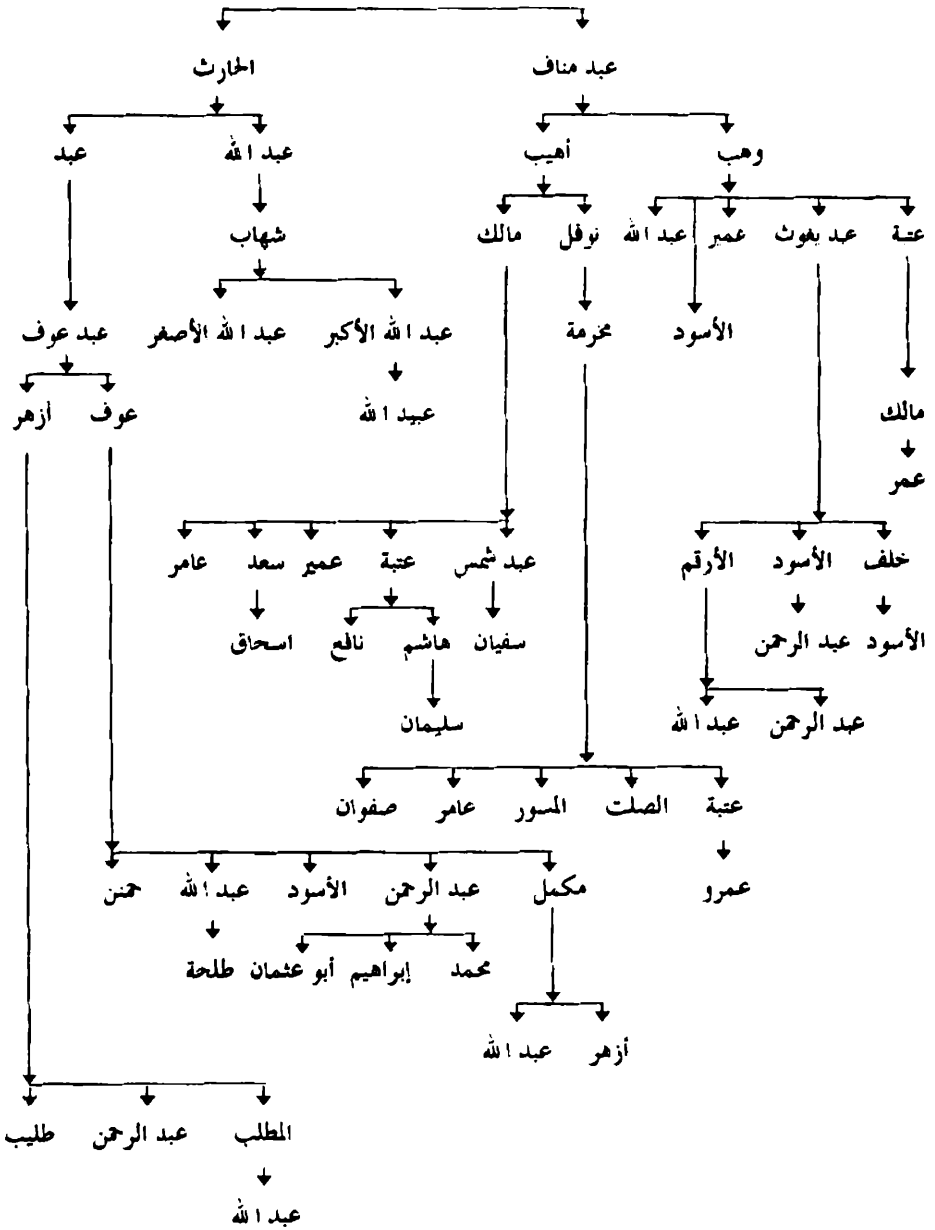 عبد مناف الحارث
وهب أهيب عبد الله عبد
عتبة عبد يغوث عمير عبد الله نوفل مالك شهاب
الأسود مخرمة عبد الله الأكبر عبد الله الأصغر عبد عوف
مالك عبيد الله عوف أزهر
عمر
خلف الأسود الأرقم عبد شمس عتبة عمير سعد عامر
الأسود عبد الرحمن سفيان هاشم نافع اسحاق
عبد الرحمن عبد الله سليمان
عتبة الصلت المسور عامر صفوان
عمرو مكمل عبد الرحمن الأسود عبد الله حمنن
محمد إبراهيم أبو عثمان طلحة
أزهر عبد الله
المطلب عبد الرحمن طليب
عبد الله